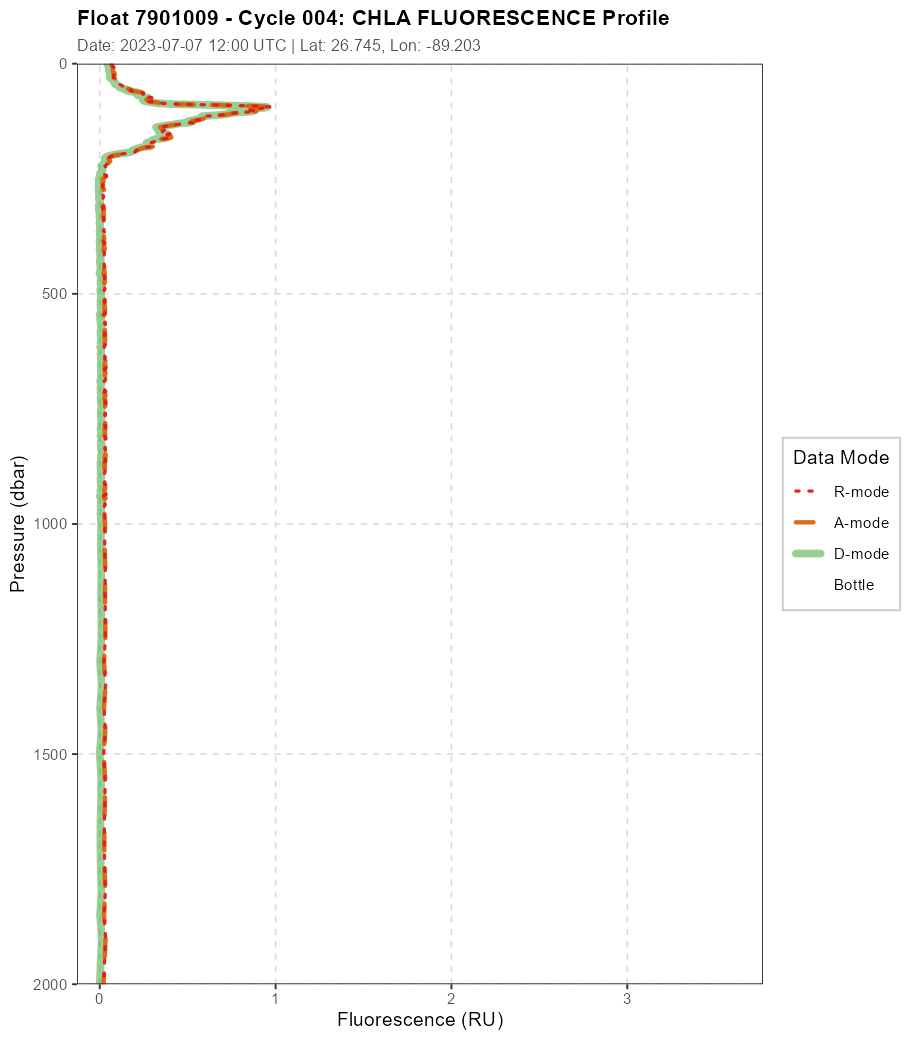 Float 7901009 - Cycle 004: CHLA FLUORESCENCE Profile
Date: 2023-07-07 12:00 UTC | Lat: 26.745, Lon: -89.203
0
500
1000
1500
2000
Pressure (dbar)
0 1 2 3
Fluorescence (RU)
Data Mode
R-mode
A-mode
D-mode
Bottle